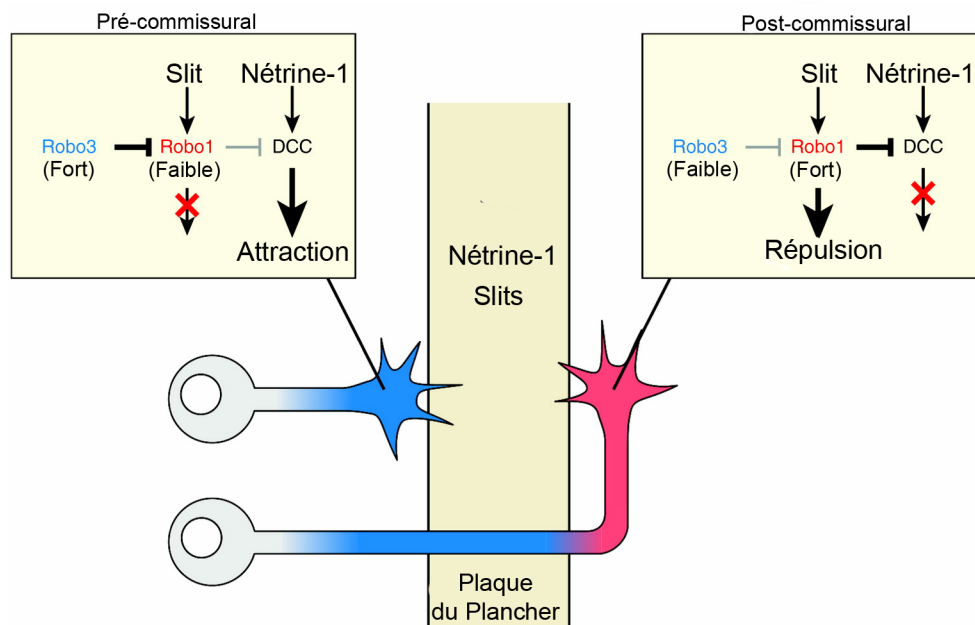 Pré-commissural
Slit Nétrine-1
Robo3 Robo1 DCC
(Fort) (Faible)
Attraction
Post-commissural
Slit Nétrine-1
Robo3 Robo1 DCC
(Faible) (Fort)
Répulsion
Nétrine-1
Slits
Plaque
du Plancher